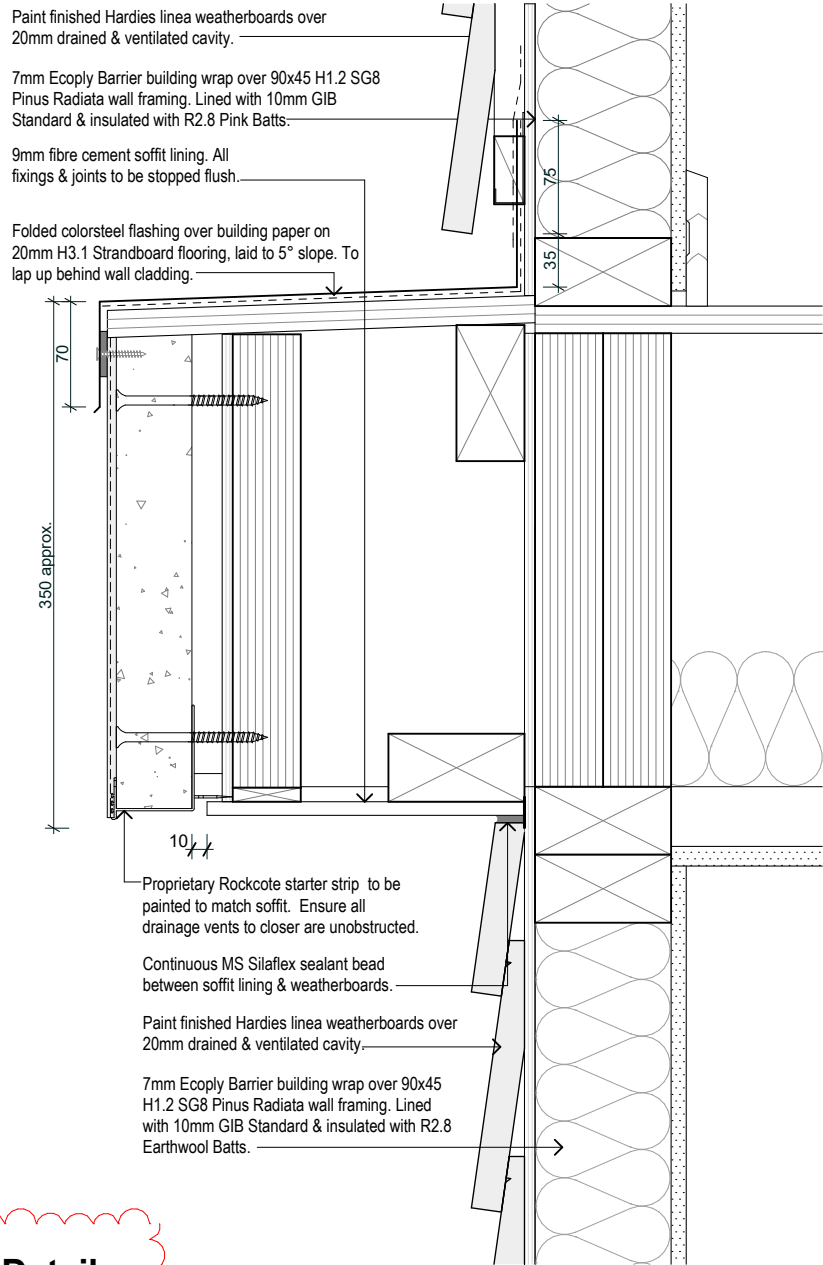 Paint finished Hardies linea weatherboards over
20mm drained & ventilated cavity.
7mm Ecoply Barrier building wrap over 90x45 H1.2 SG8
Pinus Radiata wall framing. Lined with 10mm GIB
Standard & insulated with R2.8 Pink Batts.
9mm fibre cement soffit lining. All
fixings & joints to be stopped flush.
Folded colorsteel flashing over building paper on
20mm H3.1 Strandboard flooring, laid to 5° slope. To
lap up behind wall cladding.
75
35
70
350 approx.
10
Proprietary Rockcote starter strip to be
painted to match soffit. Ensure all
drainage vents to closer are unobstructed.
Continuous MS Silaflex sealant bead
between soffit lining & weatherboards.
Paint finished Hardies linea weatherboards over
20mm drained & ventilated cavity.
7mm Ecoply Barrier building wrap over 90x45
H1.2 SG8 Pinus Radiata wall framing. Lined
with 10mm GIB Standard & insulated with R2.8
Earthwool Batts.